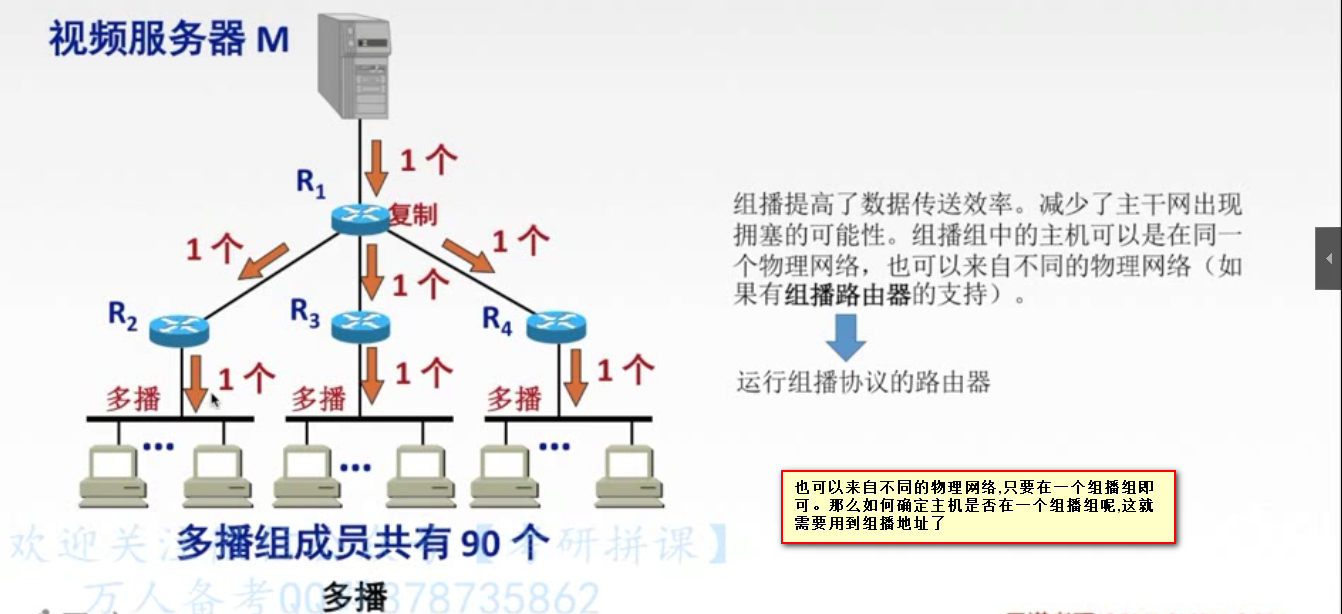 视频服务器 M
1 个
R1
复制
1 个
1 个
1 个
R2
R3
R4
1 个
1 个
1 个
多播
多播
多播
...
...
...
多播组成员共有 90 个
欢迎关
研拼课】
万人备考QQ
378735862
多播
组播提高了数据传送效率。减少了主干网出现
拥塞的可能性。组播组中的主机可以是在同一
个物理网络，也可以来自不同的物理网络（如
果有组播路由器的支持）。
运行组播协议的路由器
也可以来自不同的物理网络,只要在一个组播组即
可。那么如何确定主机是否在一个组播组呢,这就
需要用到组播地址了